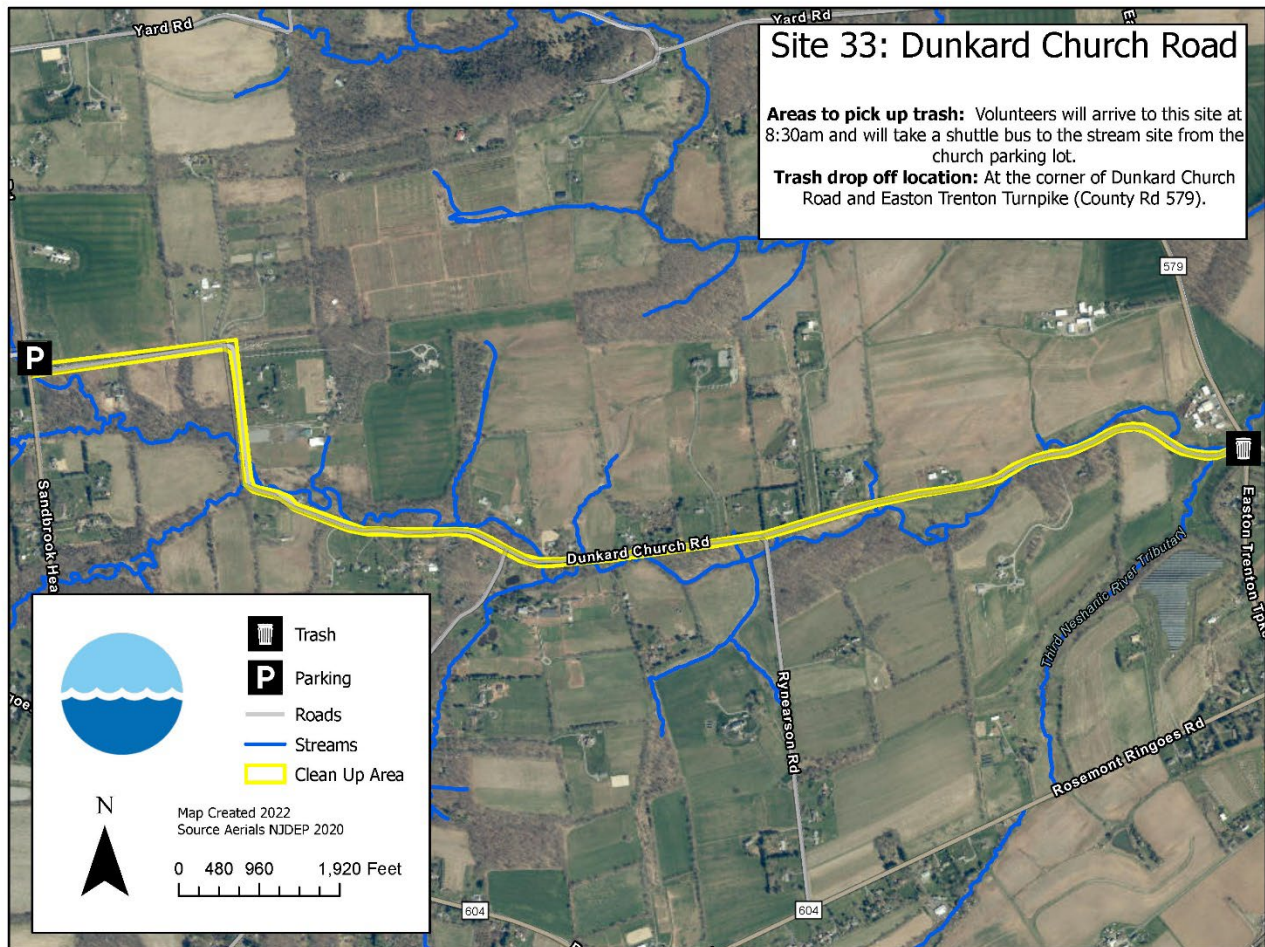 Yard Rd
Yard Rd
Site 33: Dunkard Church Road
Areas to pick up trash: Volunteers will arrive to this site at
8:30am and will take a shuttle bus to the stream site from the
church parking lot.
Trash drop off location: At the corner of Dunkard Church
Road and Easton Trenton Turnpike (County Rd 579).
579
P
Dunkard Church Rd
Sandbrook Hea
Easton Trenton Tpke
Third Neshanic River Tributary
Rynearson Rd
Rosemont Ringoes Rd
Trash
P Parking
Roads
Streams
Clean Up Area
N
Map Created 2022
Source Aerials NJDEP 2020
0 480 960 1,920 Feet
604
604